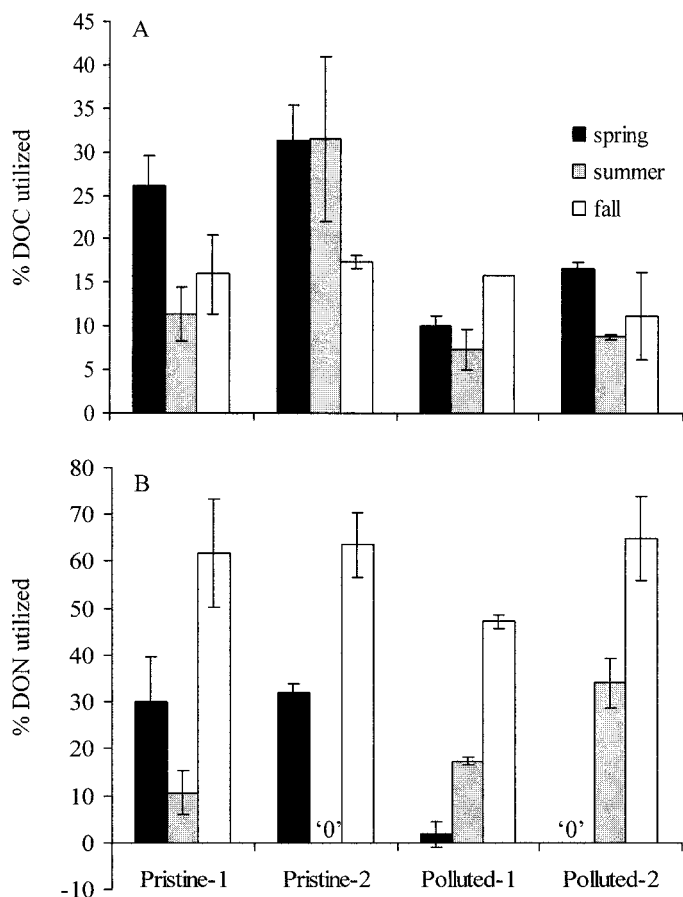 A
% DOC utilized
45
40
35
30
25
20
15
10
5
0
spring
summer
fall
B
% DON utilized
80
70
60
50
40
30
20
10
0
-10
‘0’
‘0’
Pristine-1 Pristine-2 Polluted-1 Polluted-2